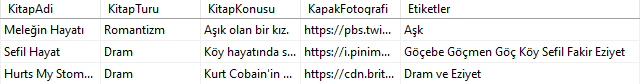 KitapAdi KitapTuru KitapKonusu KapakFotografi Etiketler
Meleğin Hayatı Romantizm Aşık olan bir kız. https://pbs.twi... Aşk
Sefil Hayat Dram Köy hayatında s... https://i.pinim... Göçebe Göçmen Göç Köy Sefil Fakir Eziyet
Hurts My Stom... Dram Kurt Cobain'in ... https://cdn.brit... Dram ve Eziyet